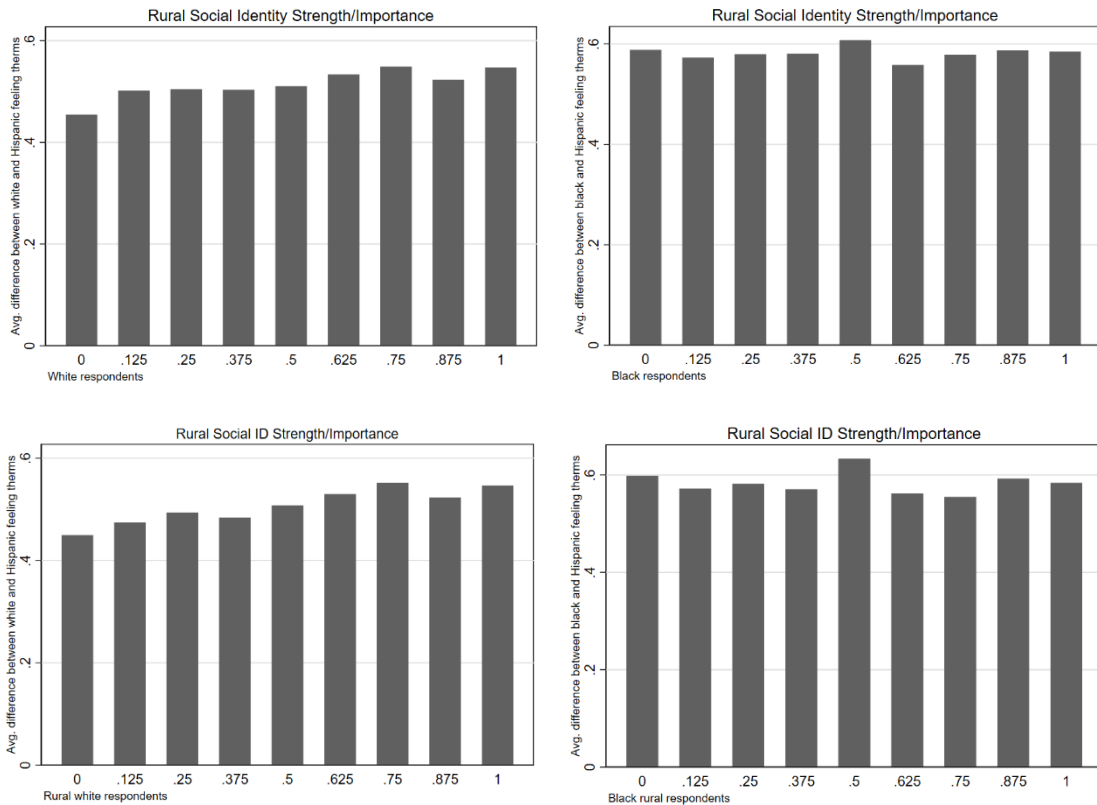 Rural Social Identity Strength/Importance
Avg. difference between white and Hispanic feeling therms
.6
.4
.2
0
0 .125 .25 .375 .5 .625 .75 .875 1
White respondents
Rural Social Identity Strength/Importance
Avg. difference between black and Hispanic feeling therms
.6
.4
.2
0
0 .125 .25 .375 .5 .625 .75 .875 1
Black respondents
Rural Social ID Strength/Importance
Avg. difference between white and Hispanic feeling therms
.6
.4
.2
0
0 .125 .25 .375 .5 .625 .75 .875 1
Rural white respondents
Rural Social ID Strength/Importance
Avg. difference between black and Hispanic feeling therms
.6
.4
.2
0
0 .125 .25 .375 .5 .625 .75 .875 1
Black rural respondents